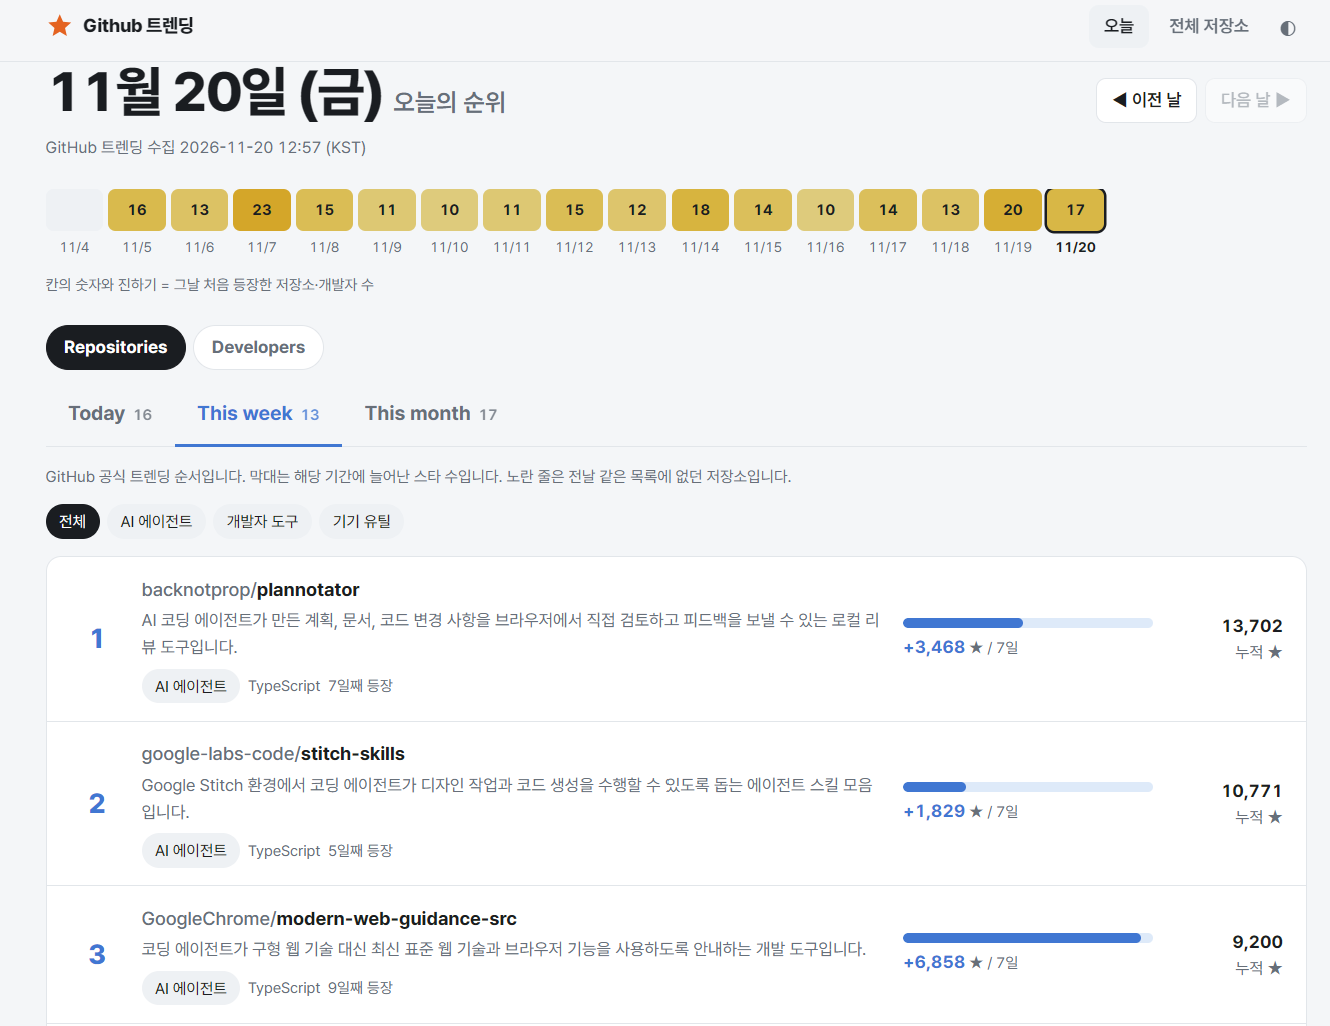 Github 트렌딩
오늘
전체 저장소
11월 20일 (금) 오늘의 순위
◀ 이전 날
다음 날 ▶
GitHub 트렌딩 수집 2026-11-20 12:57 (KST)
16 13 23 15 11 10 11 15 12 18 14 10 14 13 20 17
11/4 11/5 11/6 11/7 11/8 11/9 11/10 11/11 11/12 11/13 11/14 11/15 11/16 11/17 11/18 11/19 11/20
칸의 숫자와 진하기 = 그날 처음 등장한 저장소·개발자 수
Repositories Developers
Today 16 This week 13 This month 17
GitHub 공식 트렌딩 순서입니다. 막대는 해당 기간에 늘어난 스타 수입니다. 노란 줄은 전날 같은 목록에 없던 저장소입니다.
전체 AI 에이전트 개발자 도구 기기 유틸
1
backnotprop/plannotator
AI 코딩 에이전트가 만든 계획, 문서, 코드 변경 사항을 브라우저에서 직접 검토하고 피드백을 보낼 수 있는 로컬 리
뷰 도구입니다.
AI 에이전트 TypeScript 7일째 등장
+3,468 ★ / 7일
13,702
누적 ★
2
google-labs-code/stitch-skills
Google Stitch 환경에서 코딩 에이전트가 디자인 작업과 코드 생성을 수행할 수 있도록 돕는 에이전트 스킬 모음
입니다.
AI 에이전트 TypeScript 5일째 등장
+1,829 ★ / 7일
10,771
누적 ★
3
GoogleChrome/modern-web-guidance-src
코딩 에이전트가 구형 웹 기술 대신 최신 표준 웹 기술과 브라우저 기능을 사용하도록 안내하는 개발 도구입니다.
AI 에이전트 TypeScript 9일째 등장
+6,858 ★ / 7일
9,200
누적 ★